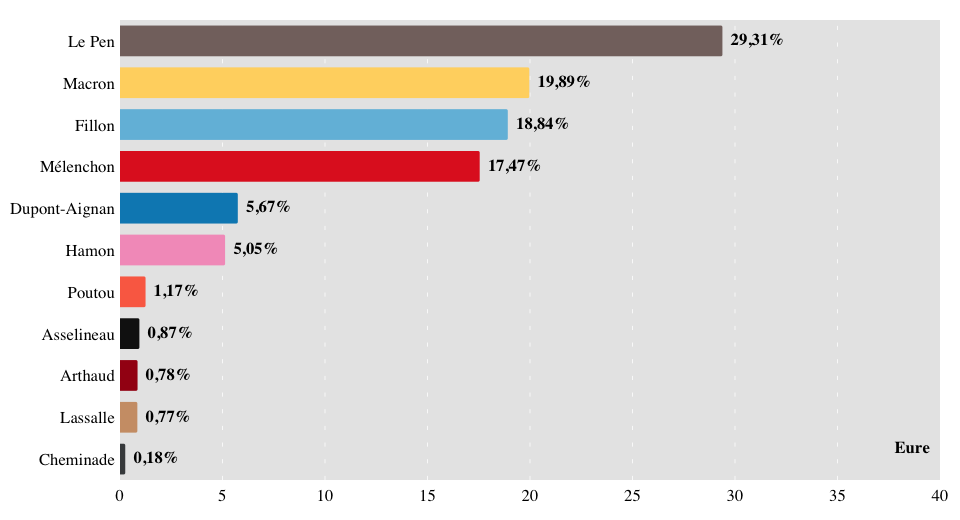 Le Pen 29,31%
Macron 19,89%
Fillon 18,84%
Mélenchon 17,47%
Dupont-Aignan 5,67%
Hamon 5,05%
Poutou 1,17%
Asselineau 0,87%
Arthaud 0,78%
Lassalle 0,77%
Eure
Cheminade 0,18%
0 5 10 15 20 25 30 35 40